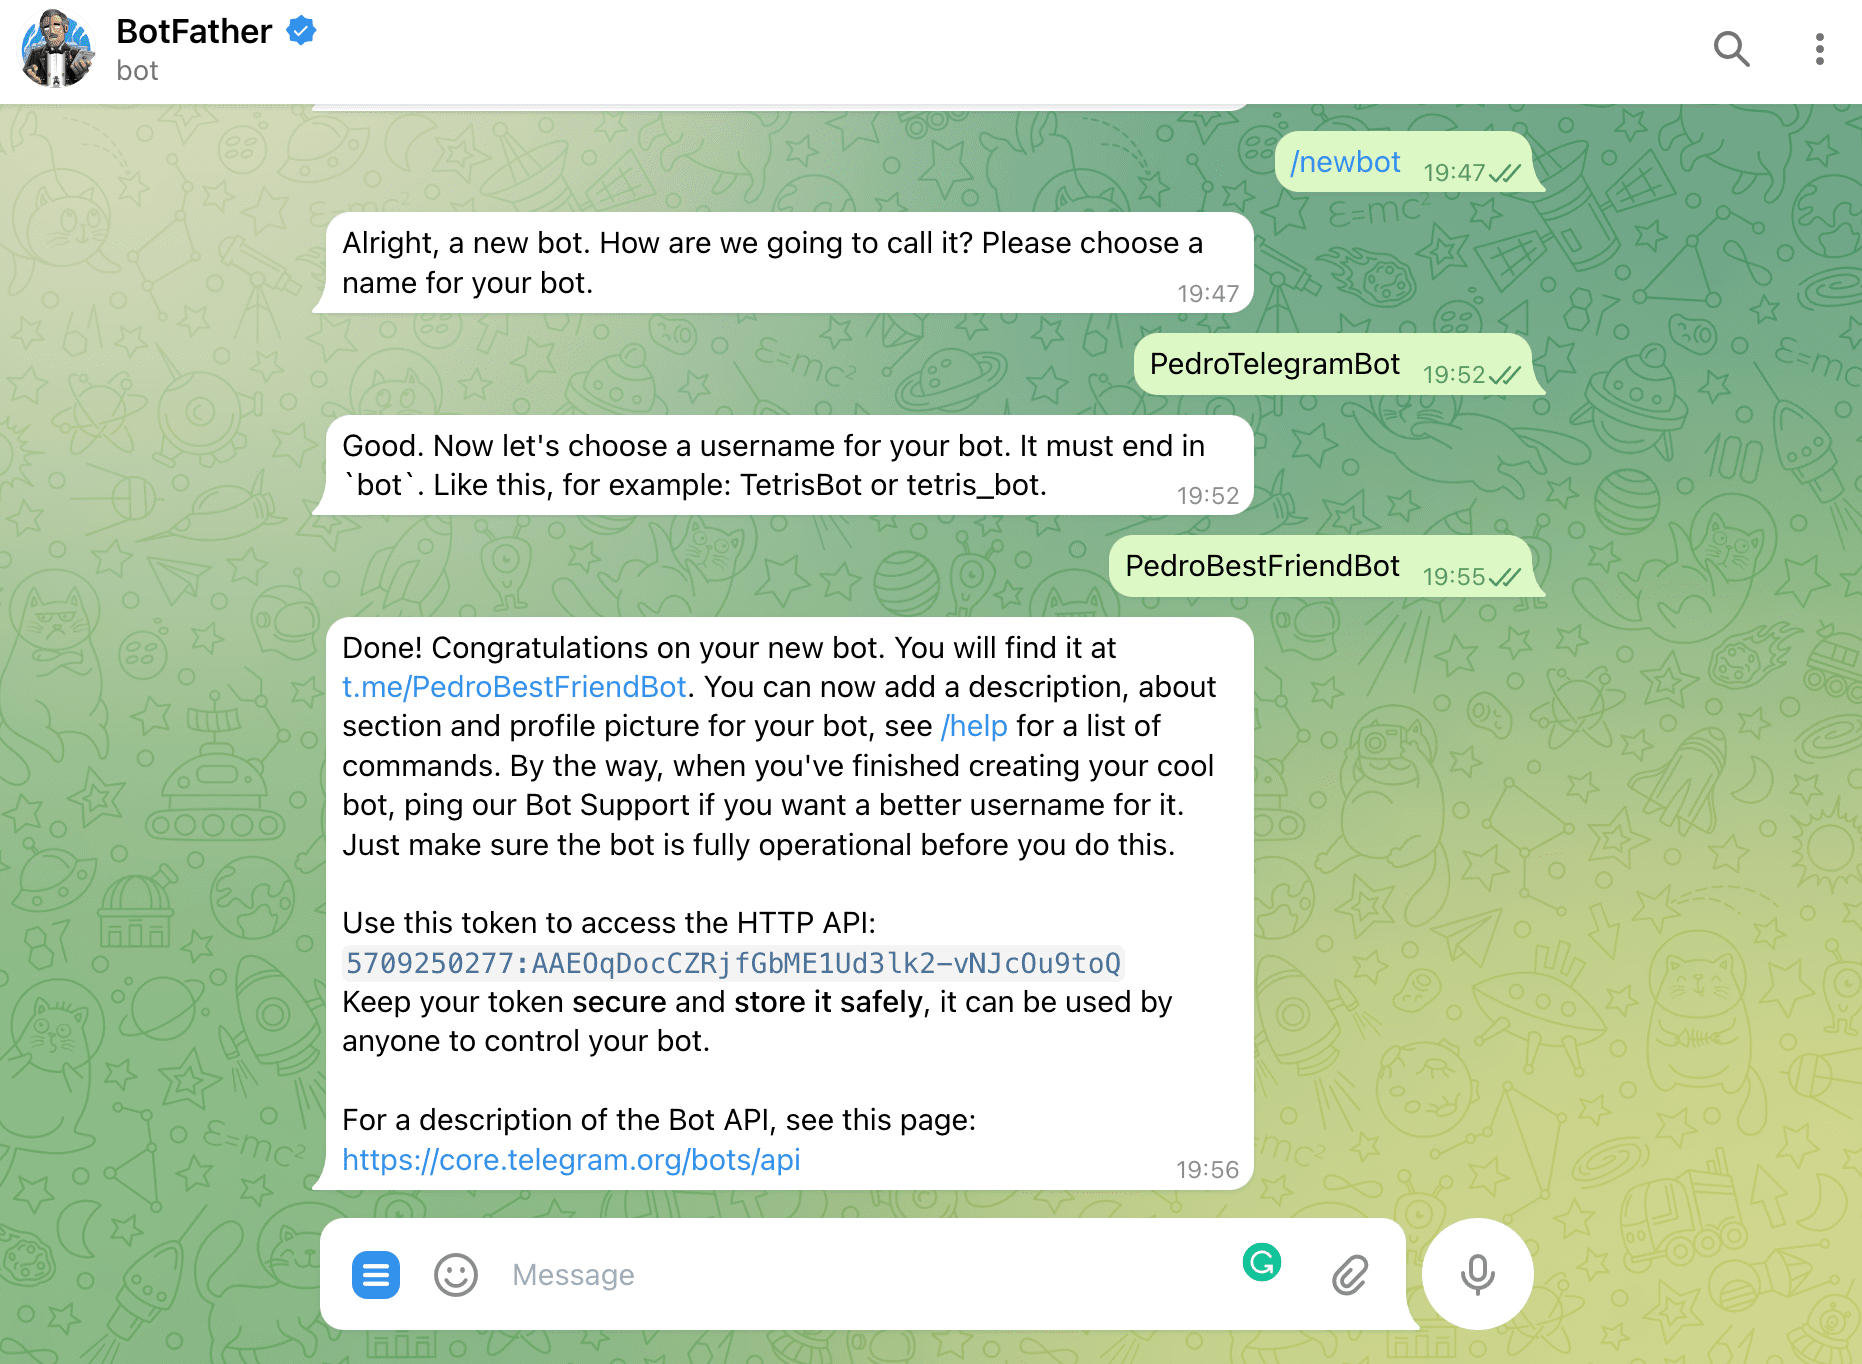 BotFather
bot
/newbot 19:47
Alright, a new bot. How are we going to call it? Please choose a
name for your bot.
19:47
PedroTelegramBot 19:52
Good. Now let's choose a username for your bot. It must end in
`bot`. Like this, for example: TetrisBot or tetris_bot.
19:52
PedroBestFriendBot 19:55
Done! Congratulations on your new bot. You will find it at
t.me/PedroBestFriendBot. You can now add a description, about
section and profile picture for your bot, see /help for a list of
commands. By the way, when you've finished creating your cool
bot, ping our Bot Support if you want a better username for it.
Just make sure the bot is fully operational before you do this.
Use this token to access the HTTP API:
5709250277:AAEOqDocCZRjfGbME1Ud3lk2-vNJcOu9toQ
Keep your token secure and store it safely, it can be used by
anyone to control your bot.
For a description of the Bot API, see this page:
https://core.telegram.org/bots/api
19:56
Message